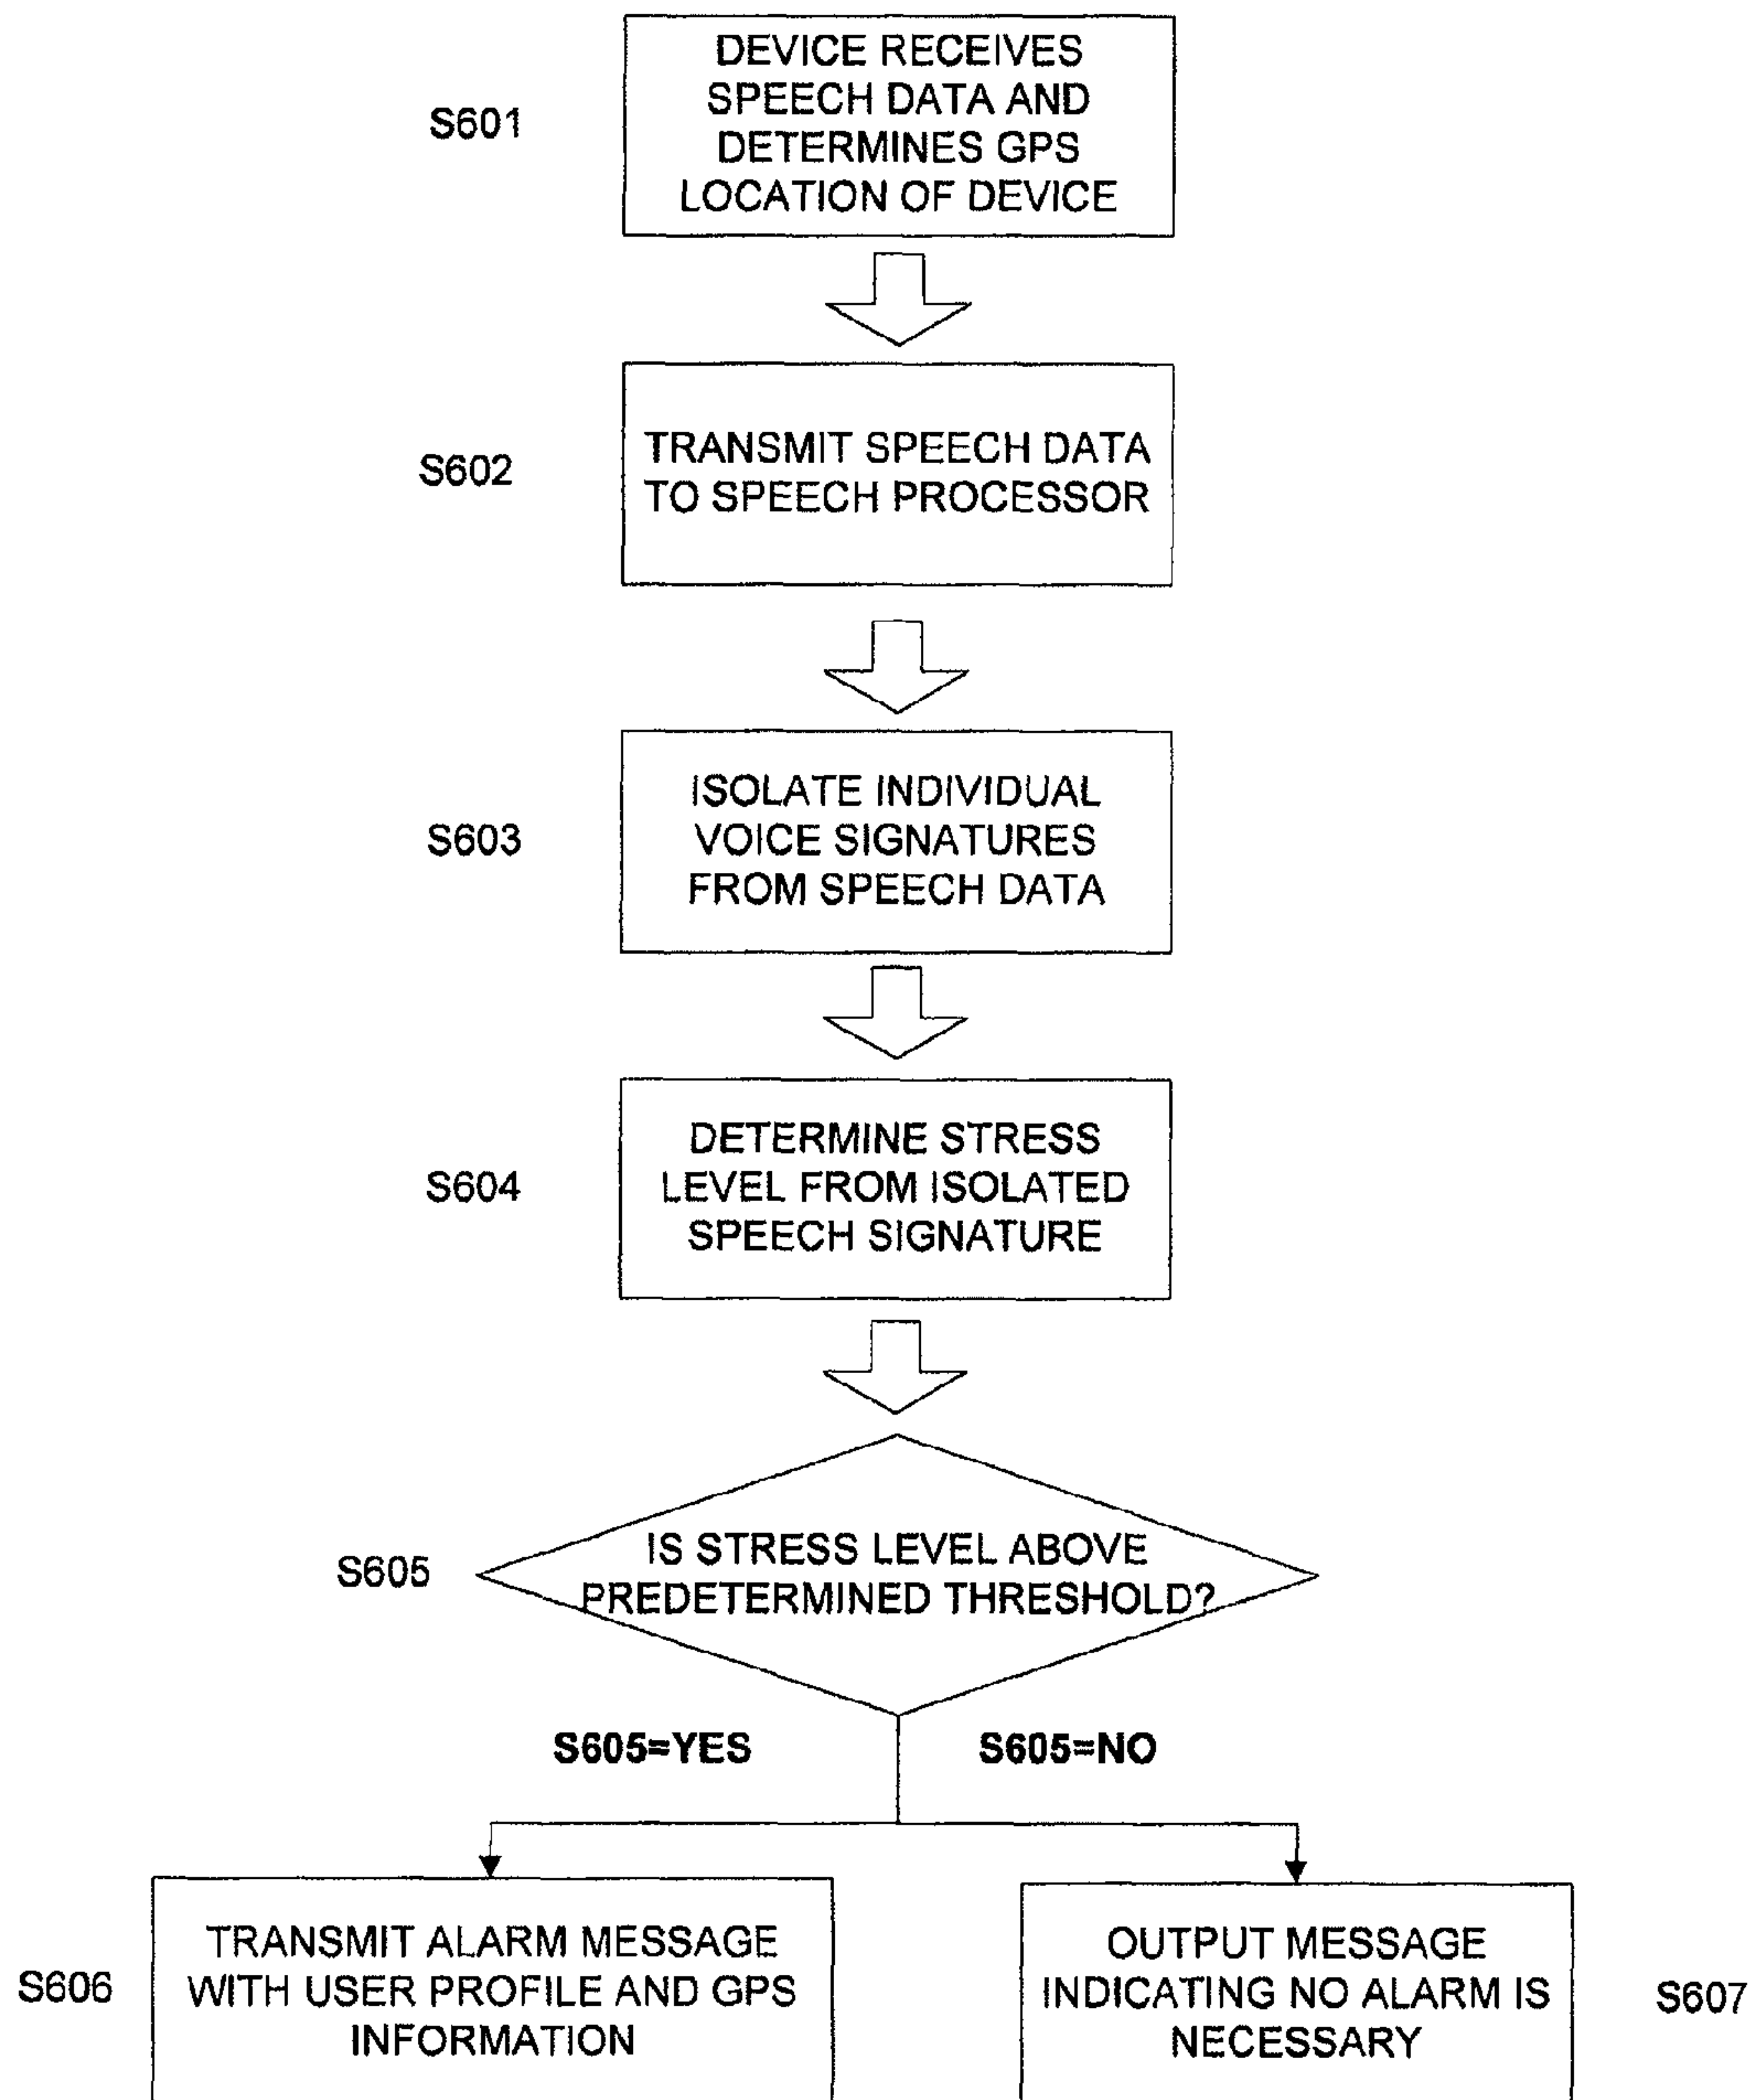 S601
DEVICE RECEIVES
SPEECH DATA AND
DETERMINES GPS
LOCATION OF DEVICE
S602
TRANSMIT SPEECH DATA
TO SPEECH PROCESSOR
S603
ISOLATE INDIVIDUAL
VOICE SIGNATURES
FROM SPEECH DATA
S604
DETERMINE STRESS
LEVEL FROM ISOLATED
SPEECH SIGNATURE
S605
IS STRESS LEVEL ABOVE
PREDETERMINED THRESHOLD?
S605=YES
S605=NO
S606
TRANSMIT ALARM MESSAGE
WITH USER PROFILE AND GPS
INFORMATION
OUTPUT MESSAGE
INDICATING NO ALARM IS
NECESSARY
S607